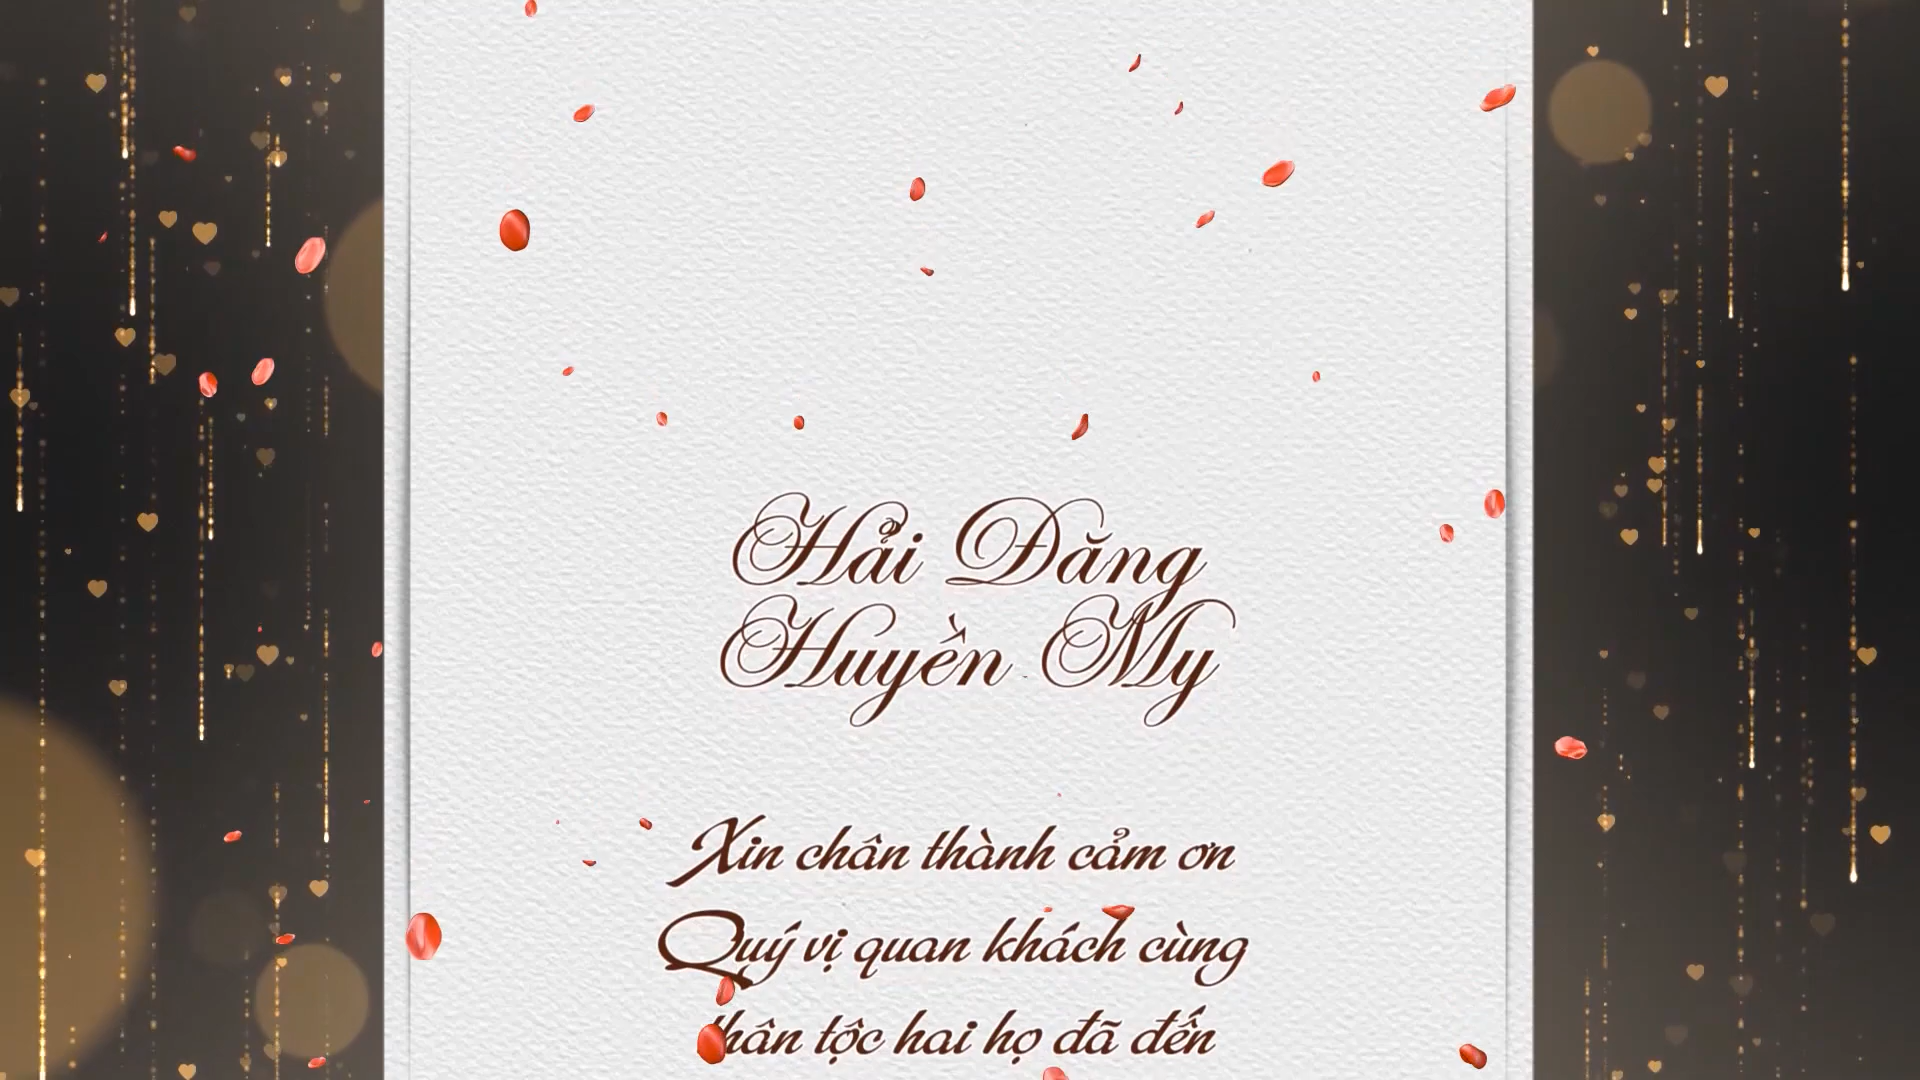 Hải Đăng
Huyền My
Xin chân thành cảm ơn
Quý vị quan khách cùng
thân tộc hai họ đã đến